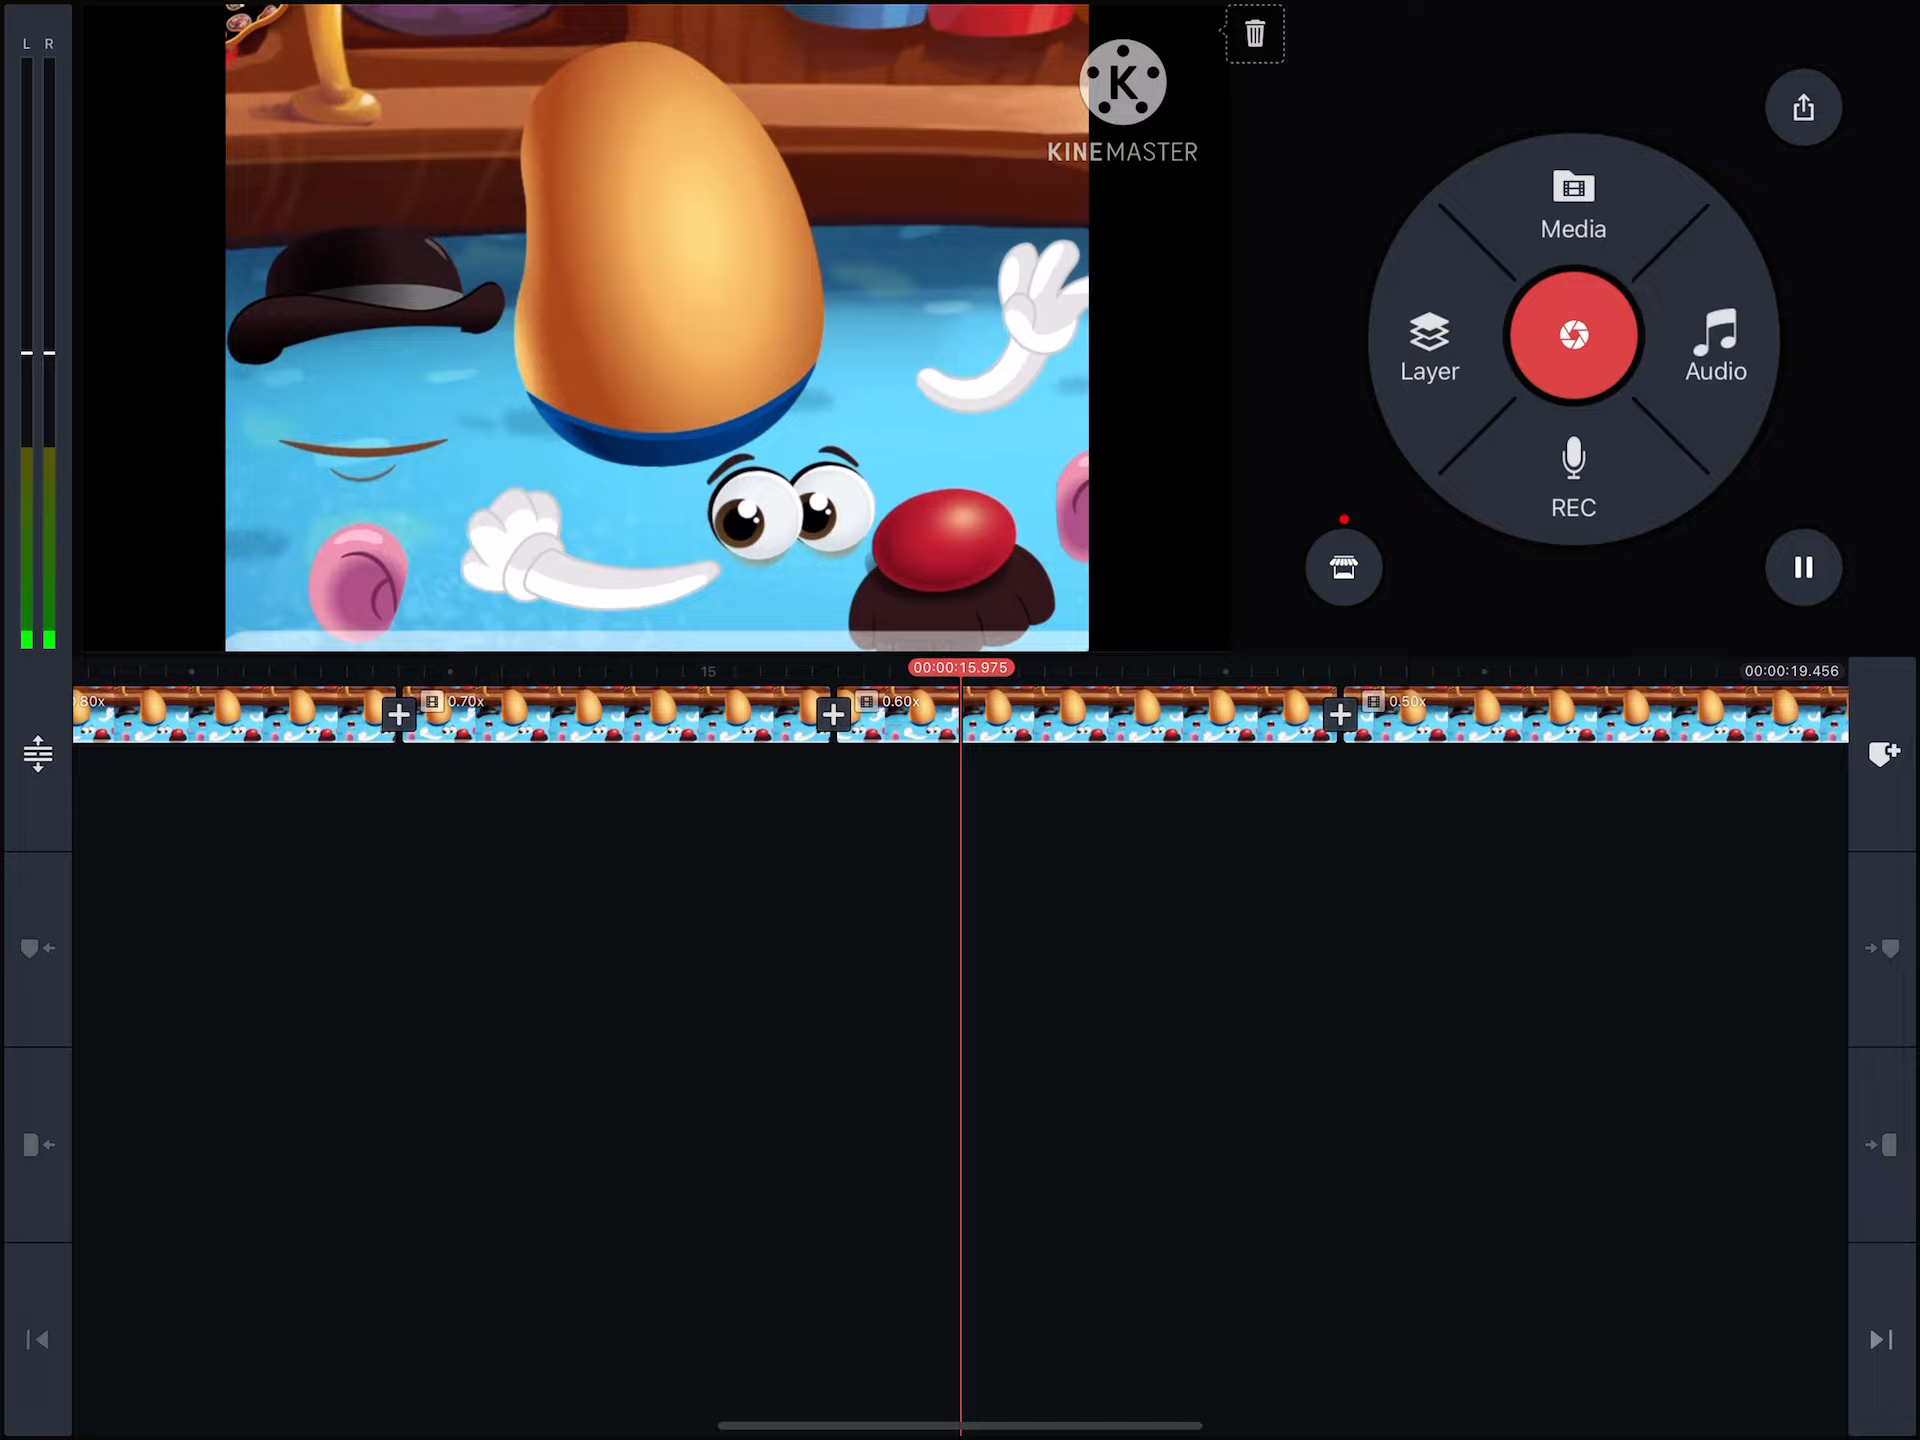 L R
K
KINEMASTER
Media
Layer
Audio
REC
15
00:00:15.975
00:00:19.456
.80x
0.70x
0.60x
0.50x